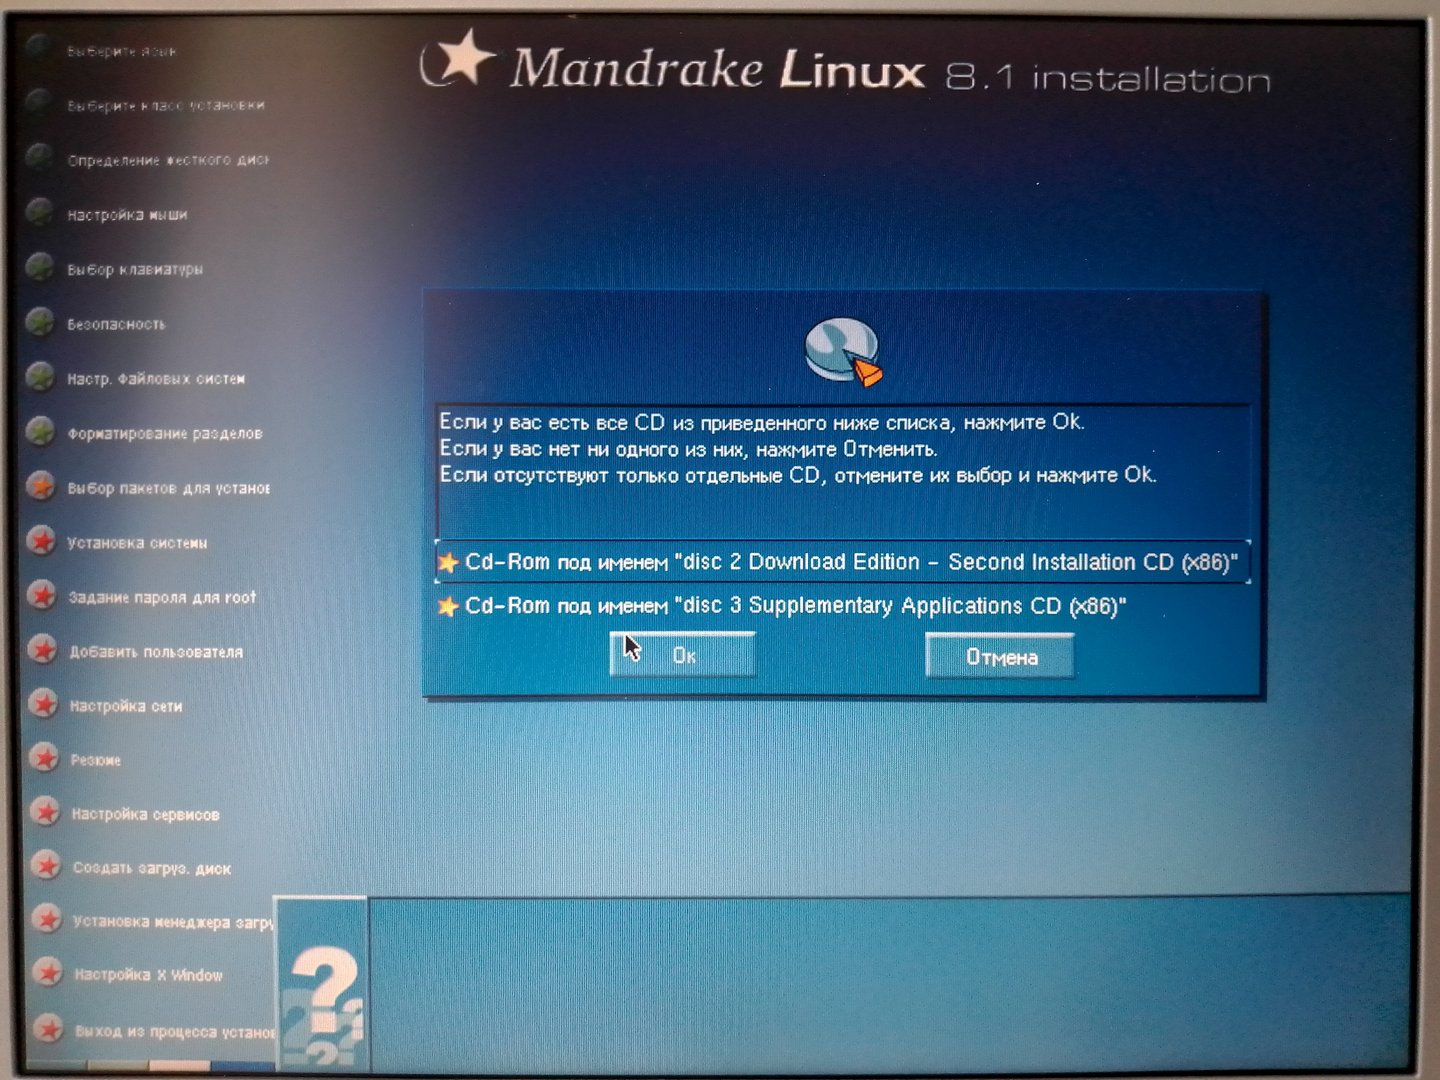 Mandrake Linux 8.1 installation
Выберите язык
Выберите класс установки
Определение жесткого диск
Настройка мыши
Выбор клавиатуры
Безопасность
Настр. файловых систем
Форматирование разделов
Выбор пакетов для установ
Установка системы
Задание пароля для root
Добавить пользователя
Настройка сети
Резюме
Настройка сервисов
Создать загруз. диск
Установка менеджера загру
Настройка X Window
Выход из процесса установ
Если у вас есть все CD из приведенного ниже списка, нажмите Ok.
Если у вас нет ни одного из них, нажмите Отменить.
Если отсутствуют только отдельные CD, отмените их выбор и нажмите Ok.
Cd-Rom под именем "disc 2 Download Edition - Second Installation CD (x86)"
Cd-Rom под именем "disc 3 Supplementary Applications CD (x86)"
Ок
Отмена